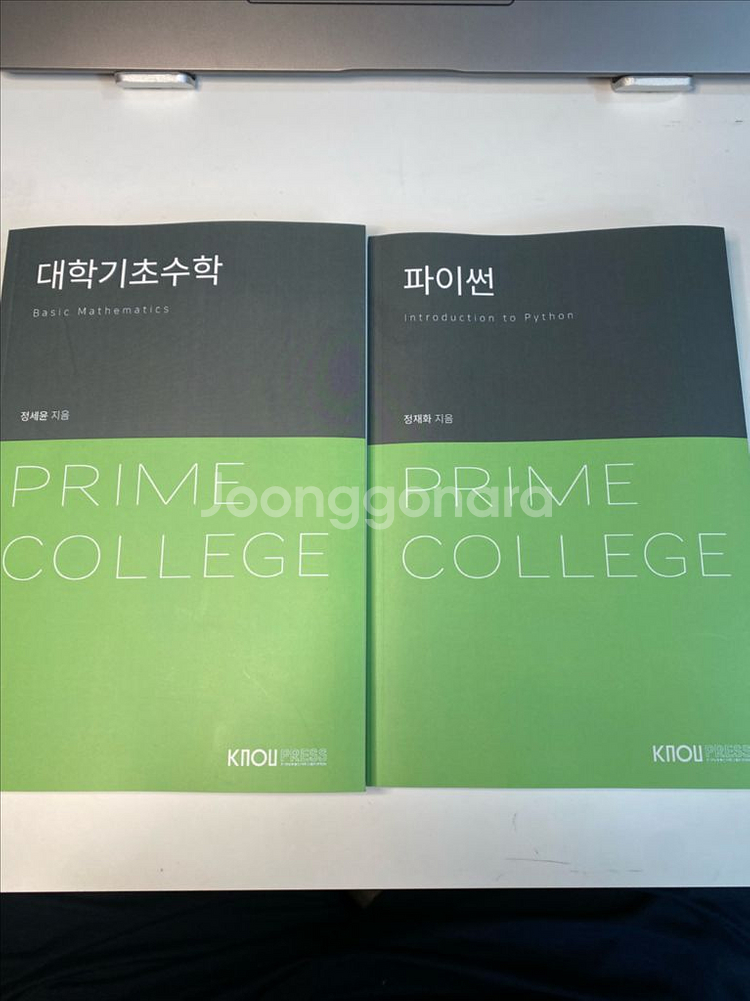 대학기초수학
Basic Mathematics
정세윤 지음
PRIME
COLLEGE
KNOU PRESS
파이썬
Introduction to Python
정재화 지음
PRIME
COLLEGE
KNOU PRESS
Joonggonara